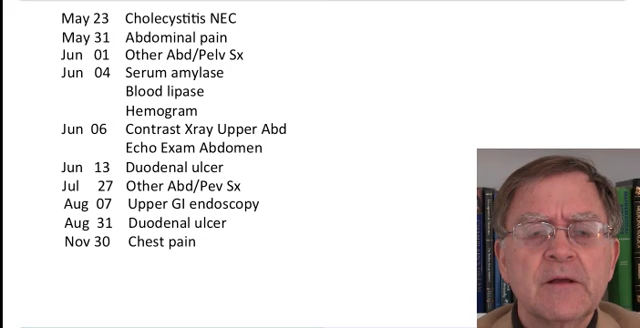 May 23 Cholecystitis NEC
May 31 Abdominal pain
Jun 01 Other Abd/Pelv Sx
Jun 04 Serum amylase
Blood lipase
Hemogram
Jun 06 Contrast Xray Upper Abd
Echo Exam Abdomen
Jun 13 Duodenal ulcer
Jul 27 Other Abd/Pev Sx
Aug 07 Upper GI endoscopy
Aug 31 Duodenal ulcer
Nov 30 Chest pain